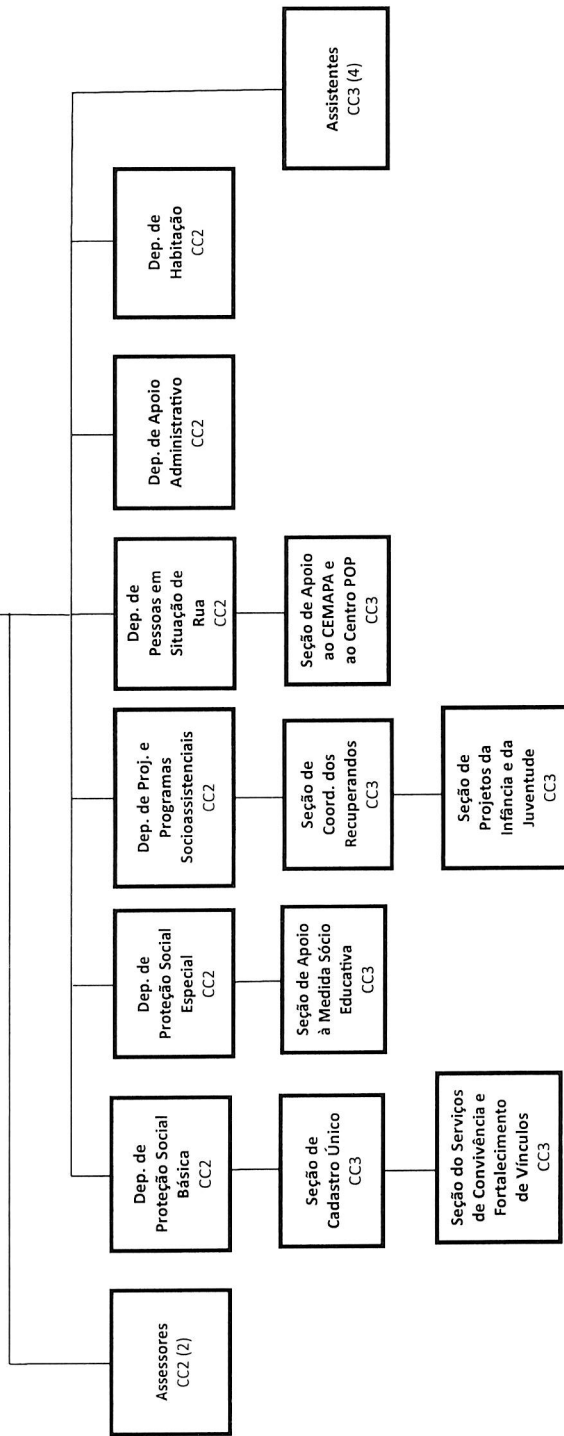 Assessores
CC2 (2)
Dep. de
Proteção Social
Básica
CC2
Seção de
Cadastro Único
CC3
Seção do Serviços
de Convivência e
Fortalecimento
de Vínculos
CC3
Dep. de
Proteção Social
Especial
CC2
Seção de Apoio
à Medida Sócio
Educativa
CC3
Dep. de Proj. e
Programas
Socioassistenciais
CC2
Seção de
Coord. dos
Recuperandos
CC3
Seção de
Projetos da
Infância e da
Juventude
CC3
Dep. de
Pessoas em
Situação de
Rua
CC2
Seção de Apoio
ao CEMAPA e
ao Centro POP
CC3
Dep. de Apoio
Administrativo
CC2
Dep. de
Habitação
CC2
Assistentes
CC3 (4)